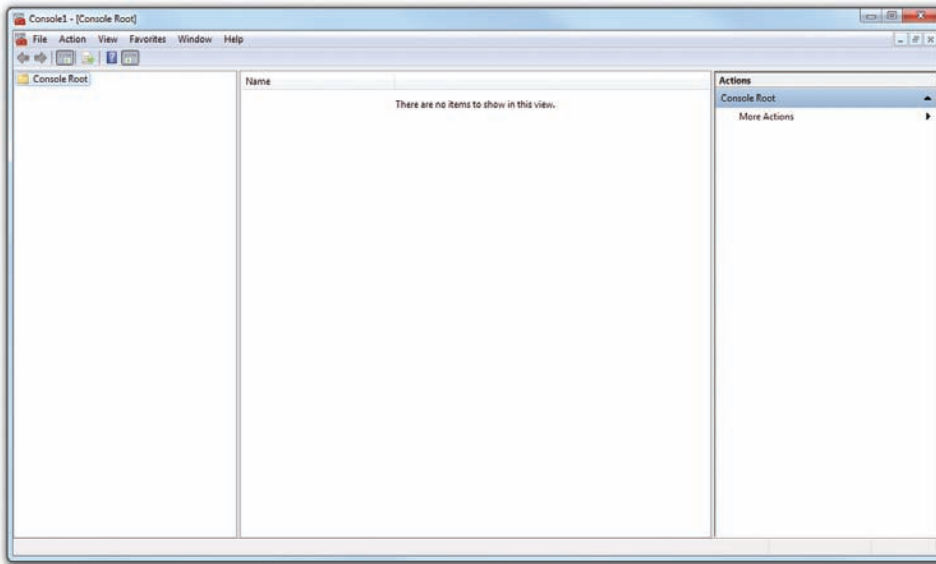 Console1 - [Console Root]
File Action View Favorites Window Help
Console Root
Name
There are no items to show in this view.
Actions
Console Root
More Actions